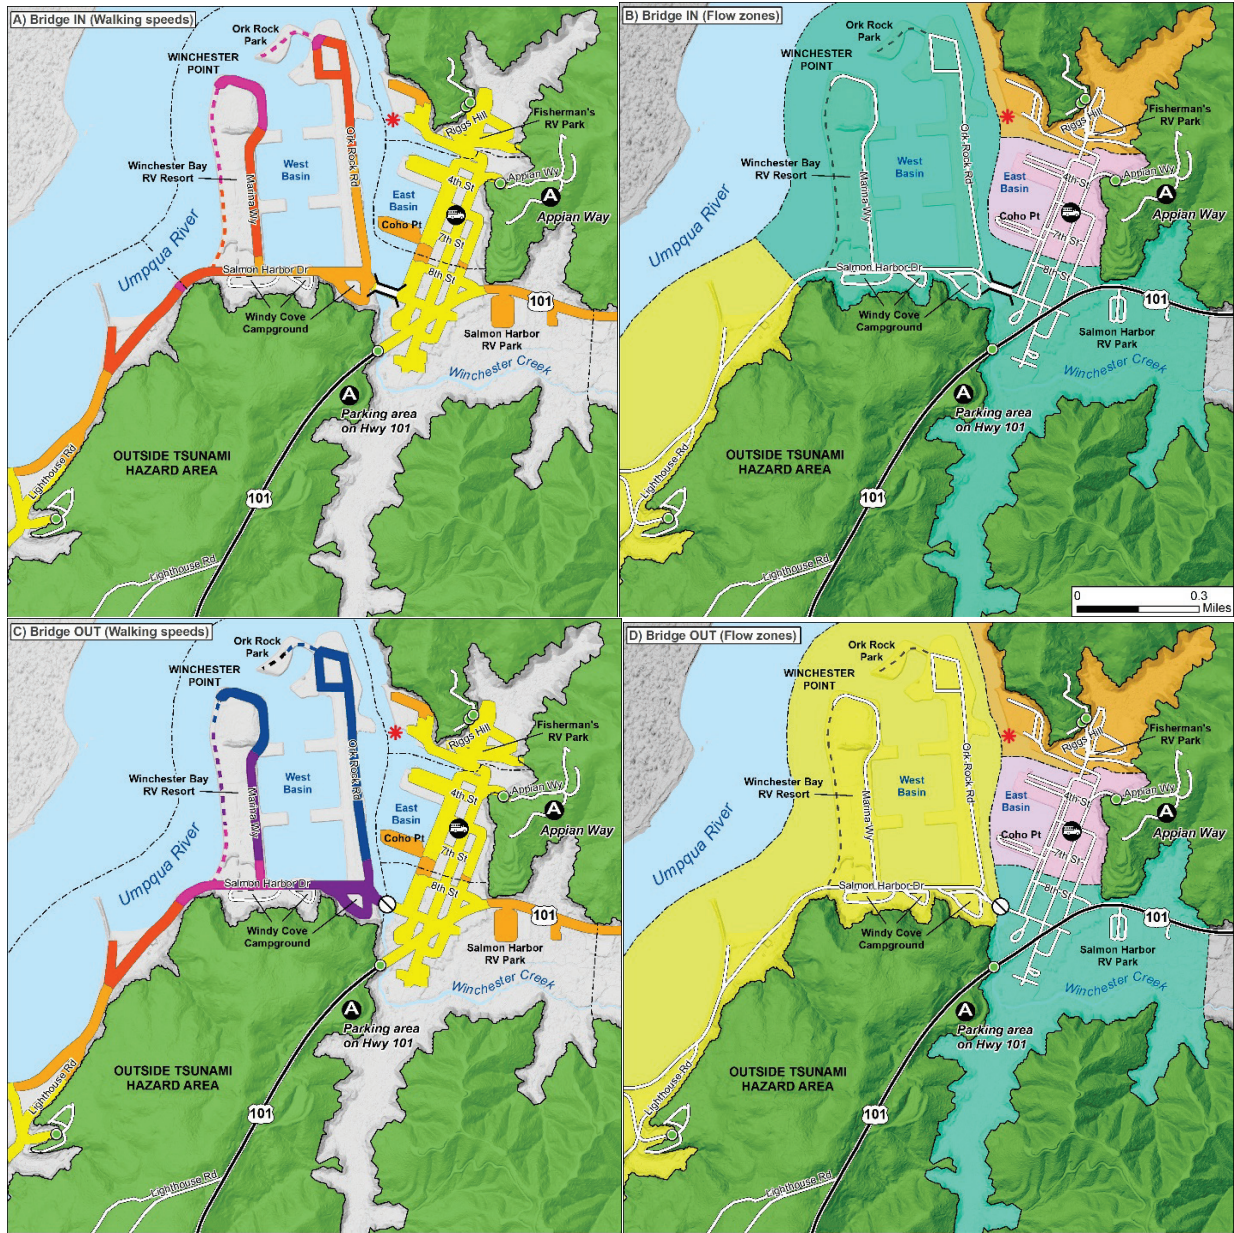 A) Bridge IN (Walking speeds)
Ork Rock
Park
WINCHESTER
POINT
Fisherman's
RV Park
Riggs Hill
Ork Rock Rd
West
Basin
Winchester Bay
RV Resort
Marina Wy
4th St
Appian Wy
East
Basin
A
Appian Way
Coho Pt
7th St
Umpqua River
8th St
Salmon Harbor Dr
101
Windy Cove
Campground
Salmon Harbor
RV Park
Winchester Creek
A
Parking area
on Hwy 101
OUTSIDE TSUNAMI
HAZARD AREA
Lighthouse Rd
101
Lighthouse Rd
B) Bridge IN (Flow zones)
Ork Rock
Park
WINCHESTER
POINT
Fisherman's
RV Park
Riggs Hill
Ork Rock Rd
West
Basin
Winchester Bay
RV Resort
Marina Wy
4th St
Appian Wy
East
Basin
A
Appian Way
Coho Pt
7th St
Umpqua River
8th St
Salmon Harbor Dr
101
Windy Cove
Campground
Salmon Harbor
RV Park
Winchester Creek
A
Parking area
on Hwy 101
OUTSIDE TSUNAMI
HAZARD AREA
Lighthouse Rd
101
Lighthouse Rd
0 0.3
Miles
C) Bridge OUT (Walking speeds)
Ork Rock
Park
WINCHESTER
POINT
Fisherman's
RV Park
Riggs Hill
Ork Rock Rd
West
Basin
Winchester Bay
RV Resort
Marina Wy
4th St
Appian Wy
East
Basin
A
Appian Way
Coho Pt
7th St
Umpqua River
8th St
Salmon Harbor Dr
101
Windy Cove
Campground
Salmon Harbor
RV Park
Winchester Creek
A
Parking area
on Hwy 101
OUTSIDE TSUNAMI
HAZARD AREA
Lighthouse Rd
101
Lighthouse Rd
D) Bridge OUT (Flow zones)
Ork Rock
Park
WINCHESTER
POINT
Fisherman's
RV Park
Riggs Hill
Ork Rock Rd
West
Basin
Winchester Bay
RV Resort
Marina Wy
4th St
Appian Wy
East
Basin
A
Appian Way
Coho Pt
7th St
Umpqua River
8th St
Salmon Harbor Dr
101
Windy Cove
Campground
Salmon Harbor
RV Park
Winchester Creek
A
Parking area
on Hwy 101
OUTSIDE TSUNAMI
HAZARD AREA
Lighthouse Rd
101
Lighthouse Rd